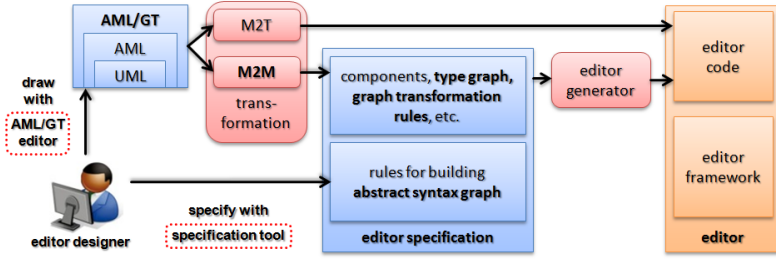 AML/GT
AML
UML
M2T
M2M
trans-
formation
draw
with
AML/GT
editor
editor designer
specify with
specification tool
components, type graph,
graph transformation
rules, etc.
rules for building
abstract syntax graph
editor specification
editor
generator
editor
code
editor
framework
editor